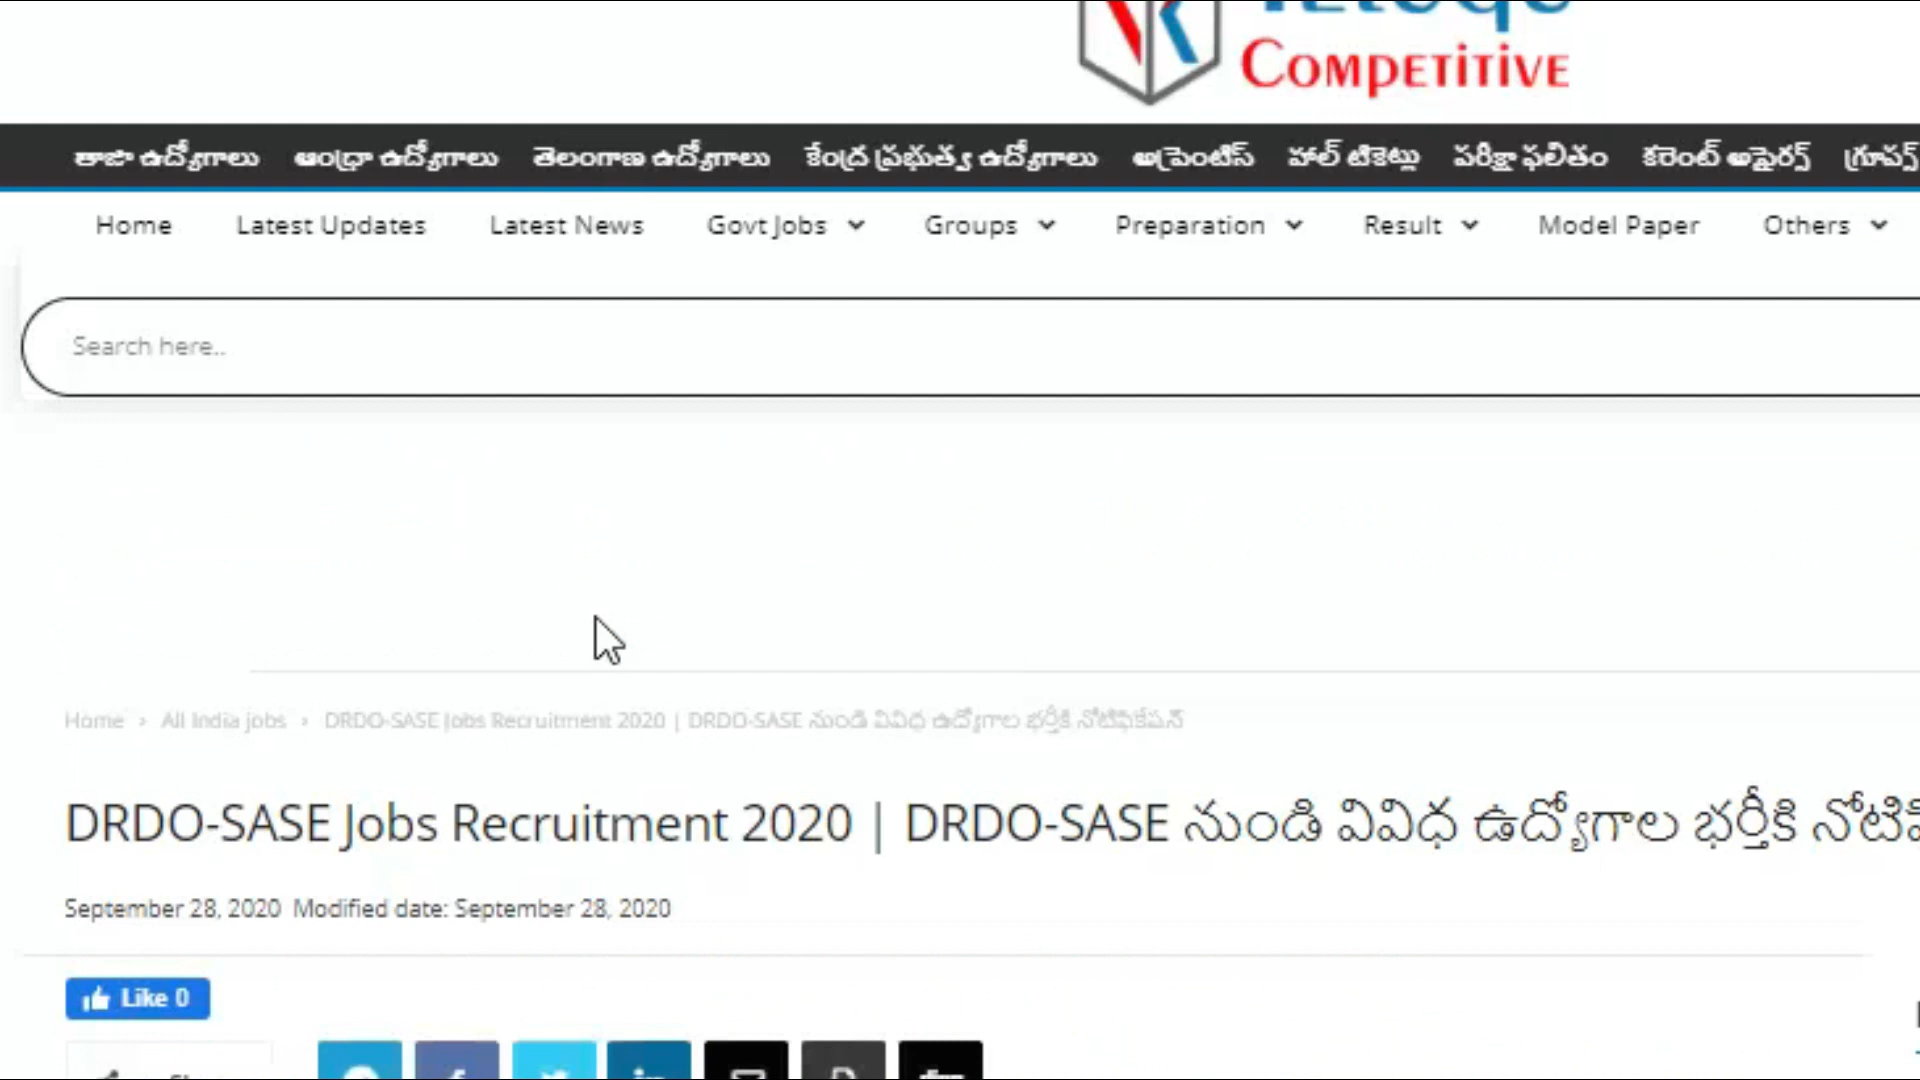 Competitive
తాజా ఉద్యోగాలు ఆంధ్రా ఉద్యోగాలు తెలంగాణ ఉద్యోగాలు కేంద్ర ప్రభుత్వ ఉద్యోగాలు అప్రెంటిస్ హాల్ టికెట్లు పరీక్షా ఫలితం కరెంట్ అఫైర్స్ గ్రూప్స్
Home Latest Updates Latest News Govt Jobs Groups Preparation Result Model Paper Others
Search here..
Home › All India jobs › DRDO-SASE Jobs Recruitment 2020 | DRDO-SASE నుండి వివిధ ఉద్యోగాల భర్తీకి నోటిఫికేషన్
DRDO-SASE Jobs Recruitment 2020 | DRDO-SASE నుండి వివిధ ఉద్యోగాల భర్తీకి
September 28, 2020 Modified date: September 28, 2020
Like 0